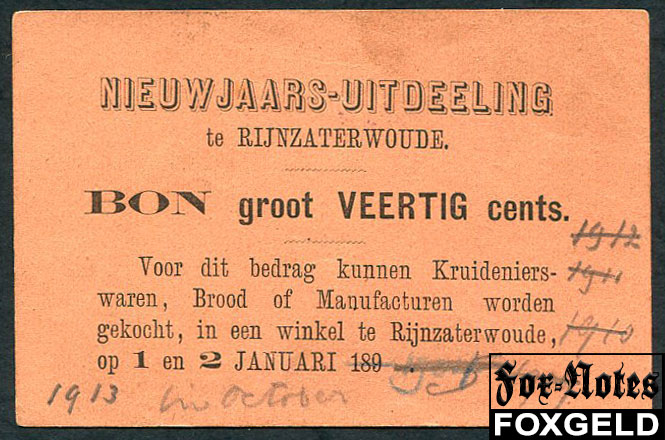 NIEUWJAARS-UITDEELING
te RIJNZATERWOUDE.
BON groot VEERTIG cents.
1912
Voor dit bedrag kunnen Kruideniers-
1911
waren, Brood of Manufacturen worden
gekocht, in een winkel te Rijnzaterwoude,
1910
op 1 en 2 JANUARI 189
1913 October
Fox-Notes
FOXGELD